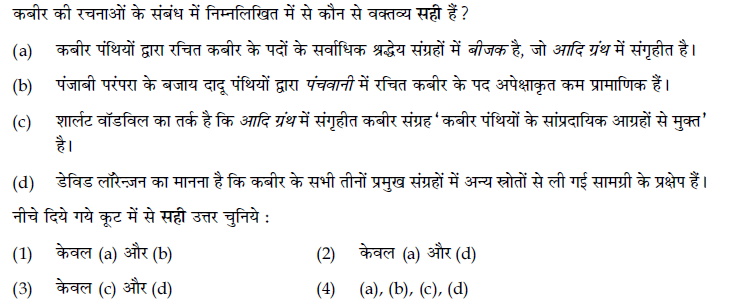 कबीर की रचनाओं के संबंध में निम्नलिखित में से कौन से वक्तव्य सही हैं ?
(a) कबीर पंथियों द्वारा रचित कबीर के पदों के सर्वाधिक श्रद्धेय संग्रहों में बीजक है, जो आदि ग्रंथ में संगृहीत है।
(b) पंजाबी परंपरा के बजाय दादू पंथियों द्वारा पंचवानी में रचित कबीर के पद अपेक्षाकृत कम प्रामाणिक हैं।
(c) शार्लट वॉडविल का तर्क है कि आदि ग्रंथ में संगृहीत कबीर संग्रह 'कबीर पंथियों के सांप्रदायिक आग्रहों से मुक्त'
है।
(d) डेविड लॉरेन्ज़न का मानना है कि कबीर के सभी तीनों प्रमुख संग्रहों में अन्य स्रोतों से ली गई सामग्री के प्रक्षेप हैं।
नीचे दिये गये कूट में से सही उत्तर चुनिये :
(1) केवल (a) और (b) (2) केवल (a) और (d)
(3) केवल (c) और (d) (4) (a), (b), (c), (d)